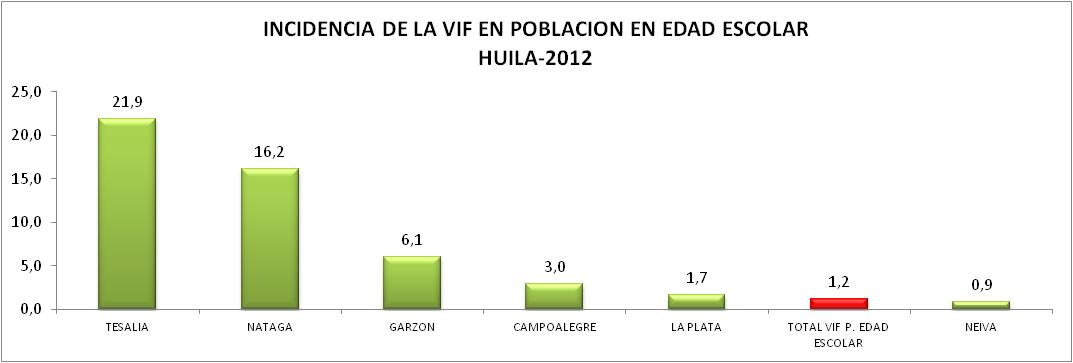 INCIDENCIA DE LA VIF EN POBLACION EN EDAD ESCOLAR
HUILA-2012
25,0
20,0
15,0
10,0
5,0
0,0
21,9
16,2
6,1
3,0
1,7
1,2
0,9
TESALIA
NATAGA
GARZON
CAMPOALEGRE
LA PLATA
TOTAL VIF P. EDAD
ESCOLAR
NEIVA